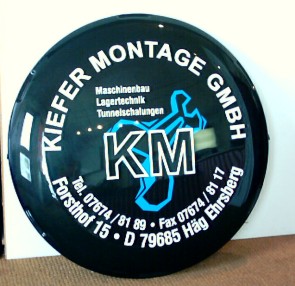 KIEFER MONTAGE GMBH
Maschinenbau
Lagertechnik
Tunnelschalungen
KM
Tel. 07674 / 81 89 • Fax 07674 / 81 17
Forsthof 15 • D 79685 Häg Ehrsberg